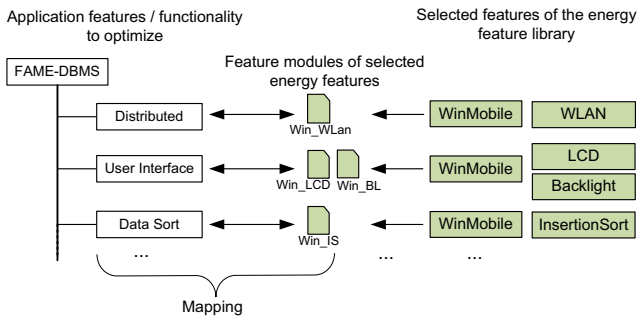 Application features / functionality
to optimize
Selected features of the energy
feature library
FAME-DBMS
Feature modules of selected
energy features
Distributed
Win_WLan
WinMobile
WLAN
User Interface
Win_LCD
Win_BL
WinMobile
LCD
Backlight
Data Sort
Win_IS
WinMobile
InsertionSort
...
...
...
Mapping